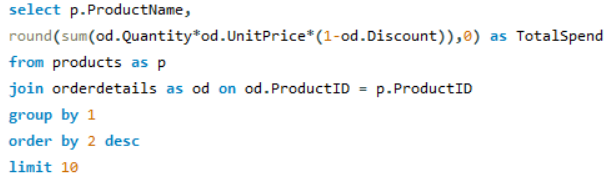 select p.ProductName,
round(sum(od.Quantity*od.UnitPrice*(1-od.Discount)),0) as TotalSpend
from products as p
join orderdetails as od on od.ProductID = p.ProductID
group by 1
order by 2 desc
limit 10